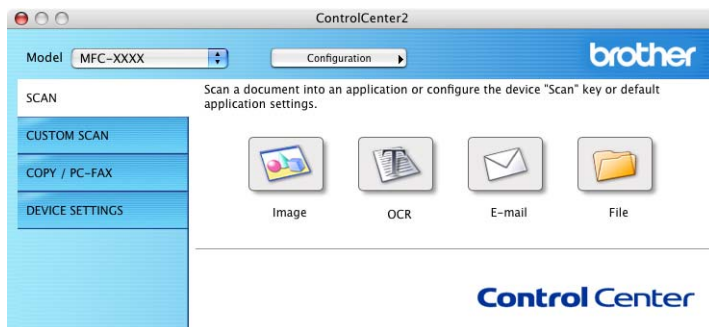 ControlCenter2
Model MFC-XXXX Configuration brother
SCAN
Scan a document into an application or configure the device "Scan" key or default
application settings.
CUSTOM SCAN
COPY / PC-FAX
DEVICE SETTINGS
Image OCR E-mail File
Control Center